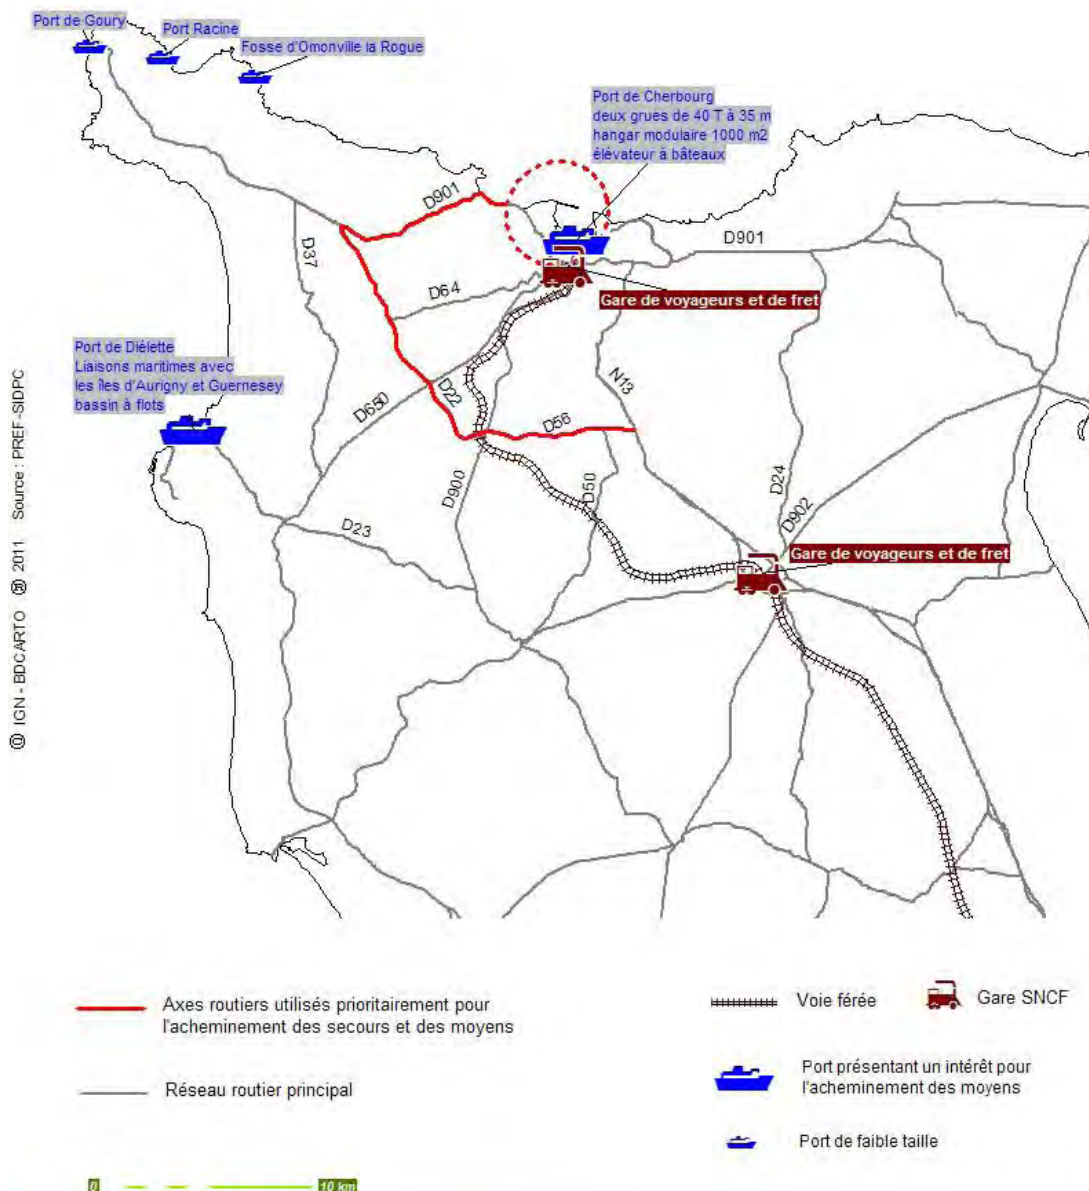 Port de Goury
Port Racine
Fosse d'Omonville la Rogue
Port de Cherbourg
deux grues de 40 T à 35 m
hangar modulaire 1000 m2
élévateur à bâteaux
D901
D901
D37
D64
Gare de voyageurs et de fret
Port de Diélette
Liaisons maritimes avec
les îles d'Aurigny et Guernesey
bassin à flots
D650
D22
N13
D56
D900
D50
D24
D902
D23
Gare de voyageurs et de fret
© IGN - BDCARTO ® 2011 Source : PREF -SIDPC
Axes routiers utilisés prioritairement pour
l'acheminement des secours et des moyens
Réseau routier principal
Voie férée
Gare SNCF
Port présentant un intérêt pour
l'acheminement des moyens
Port de faible taille
0
10 km